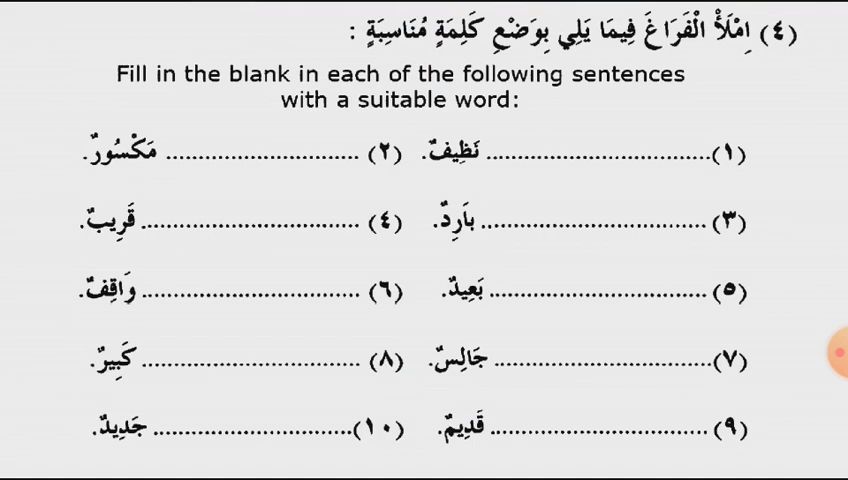 (٤) اِمْلَأْ الْفَرَاغَ فِيمَا يَلِي بِوَضْعِ كَلِمَةٍ مُنَاسِبَةٍ :
Fill in the blank in each of the following sentences
with a suitable word:
(١).................................. نَظِيفٌ. (٢) ............................. مَكْسُورٌ.
(٣) .................................. بَارِدٌ. (٤) ................................. قَرِيبٌ.
(٥) ................................. بَعِيدٌ. (٦) ................................. وَاقِفٌ.
(٧)................................. جَالِسٌ. (٨) ................................. كَبِيرٌ.
(٩) ................................. قَدِيمٌ. (١٠).............................. جَدِيدٌ.